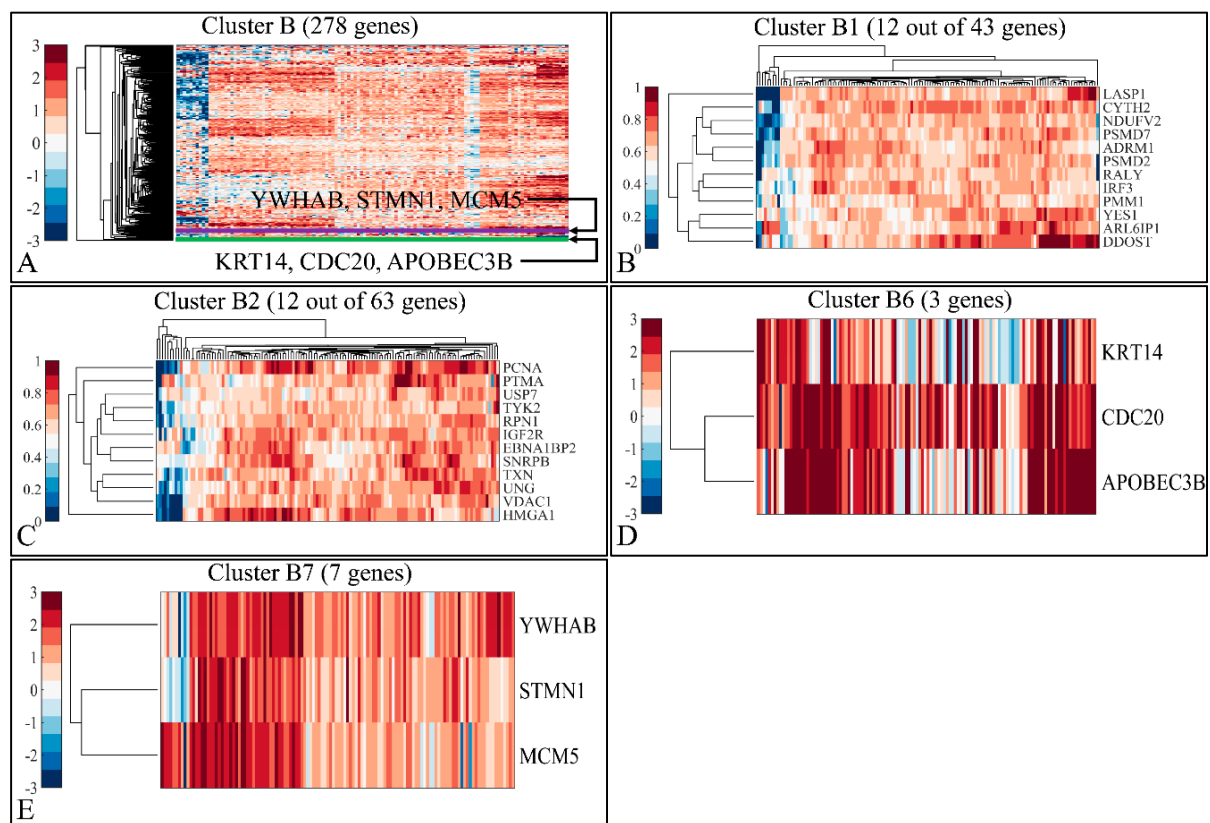 Cluster B (278 genes)
3
2
1
0
-1
-2
-3
YWHAB, STMN1, MCM5
KRT14, CDC20, APOBEC3B
A
Cluster B1 (12 out of 43 genes)
1
0.8
0.6
0.4
0.2
0
LASP1
CYTH2
NDUFV2
PSMD7
ADRM1
PSMD2
RALY
IRF3
PMM1
YES1
ARL6IP1
DDOST
B
Cluster B2 (12 out of 63 genes)
1
0.8
0.6
0.4
0.2
0
PCNA
PTMA
USP7
TYK2
RPN1
IGF2R
EBNA1BP2
SNRPB
TXN
UNG
VDAC1
HMGA1
C
Cluster B6 (3 genes)
3
2
1
0
-1
-2
-3
KRT14
CDC20
APOBEC3B
D
Cluster B7 (7 genes)
3
2
1
0
-1
-2
-3
YWHAB
STMN1
MCM5
E